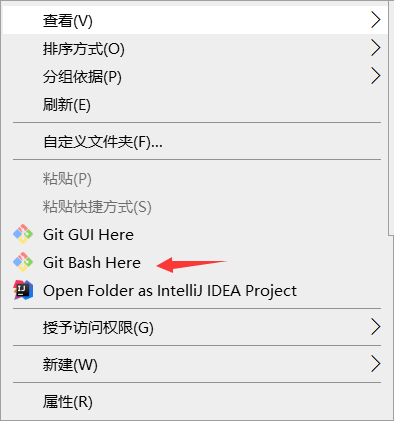 查看(V)
排序方式(O)
分组依据(P)
刷新(E)
自定义文件夹(F)...
粘贴(P)
粘贴快捷方式(S)
Git GUI Here
Git Bash Here
Open Folder as IntelliJ IDEA Project
授予访问权限(G)
新建(W)
属性(R)